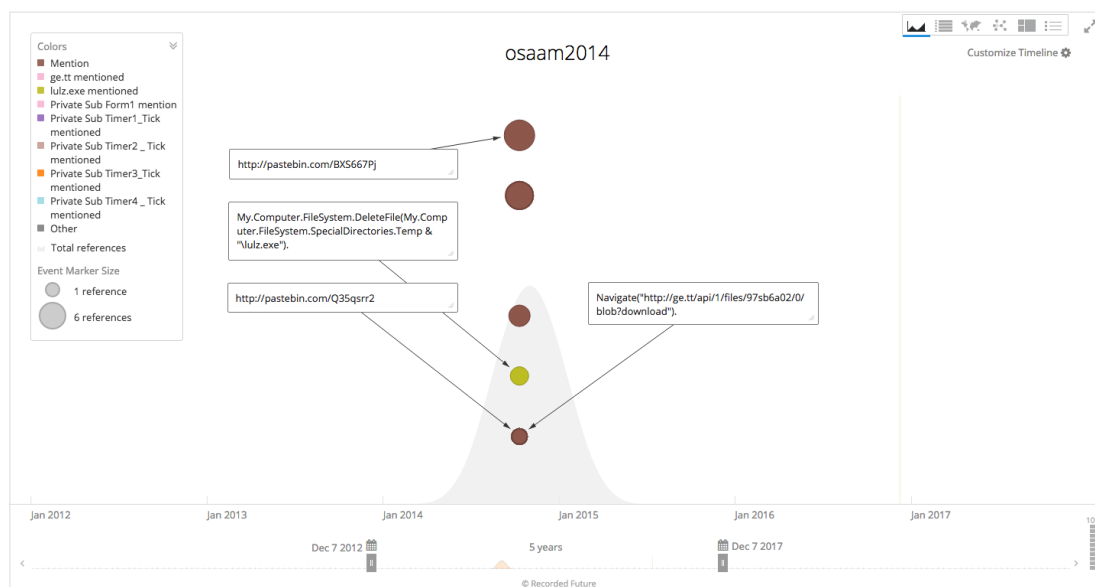 osaam2014
Customize Timeline
Colors
Mention
ge.tt mentioned
lulz.exe mentioned
Private Sub Form1 mention
Private Sub Timer1_Tick
mentioned
Private Sub Timer2 _ Tick
mentioned
Private Sub Timer3_Tick
mentioned
Private Sub Timer4 _ Tick
mentioned
Other
Total references
Event Marker Size
1 reference
6 references
http://pastebin.com/BXS667Pj
My.Computer.FileSystem.DeleteFile(My.Comp
uter.FileSystem.SpecialDirectories.Temp &
"\lulz.exe").
http://pastebin.com/Q35qsrr2
Navigate("http://ge.tt/api/1/files/97sb6a02/0/
blob?download").
Jan 2012
Jan 2013
Jan 2014
Jan 2015
Jan 2016
Jan 2017
Dec 7 2012
5 years
Dec 7 2017
© Recorded Future